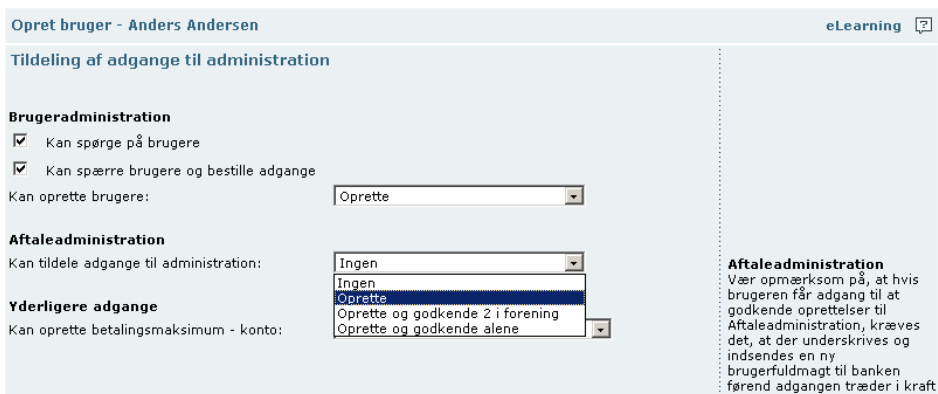 Opret bruger - Anders Andersen
eLearning
Tildeling af adgange til administration
Brugeradministration
Kan spørge på brugere
Kan spærre brugere og bestille adgange
Kan oprette brugere:
Oprette
Aftaleadministration
Kan tildele adgange til administration:
Ingen
Ingen
Oprette
Oprette og godkende 2 i forening
Oprette og godkende alene
Yderligere adgange
Kan oprette betalingsmaksimum - konto:
Aftaleadministration
Vær opmærksom på, at hvis
brugeren får adgang til at
godkende oprettelser til
Aftaleadministration, kræves
det, at der underskrives og
indsendes en ny
brugerfuldmagt til banken
førend adgangen træder i kraft